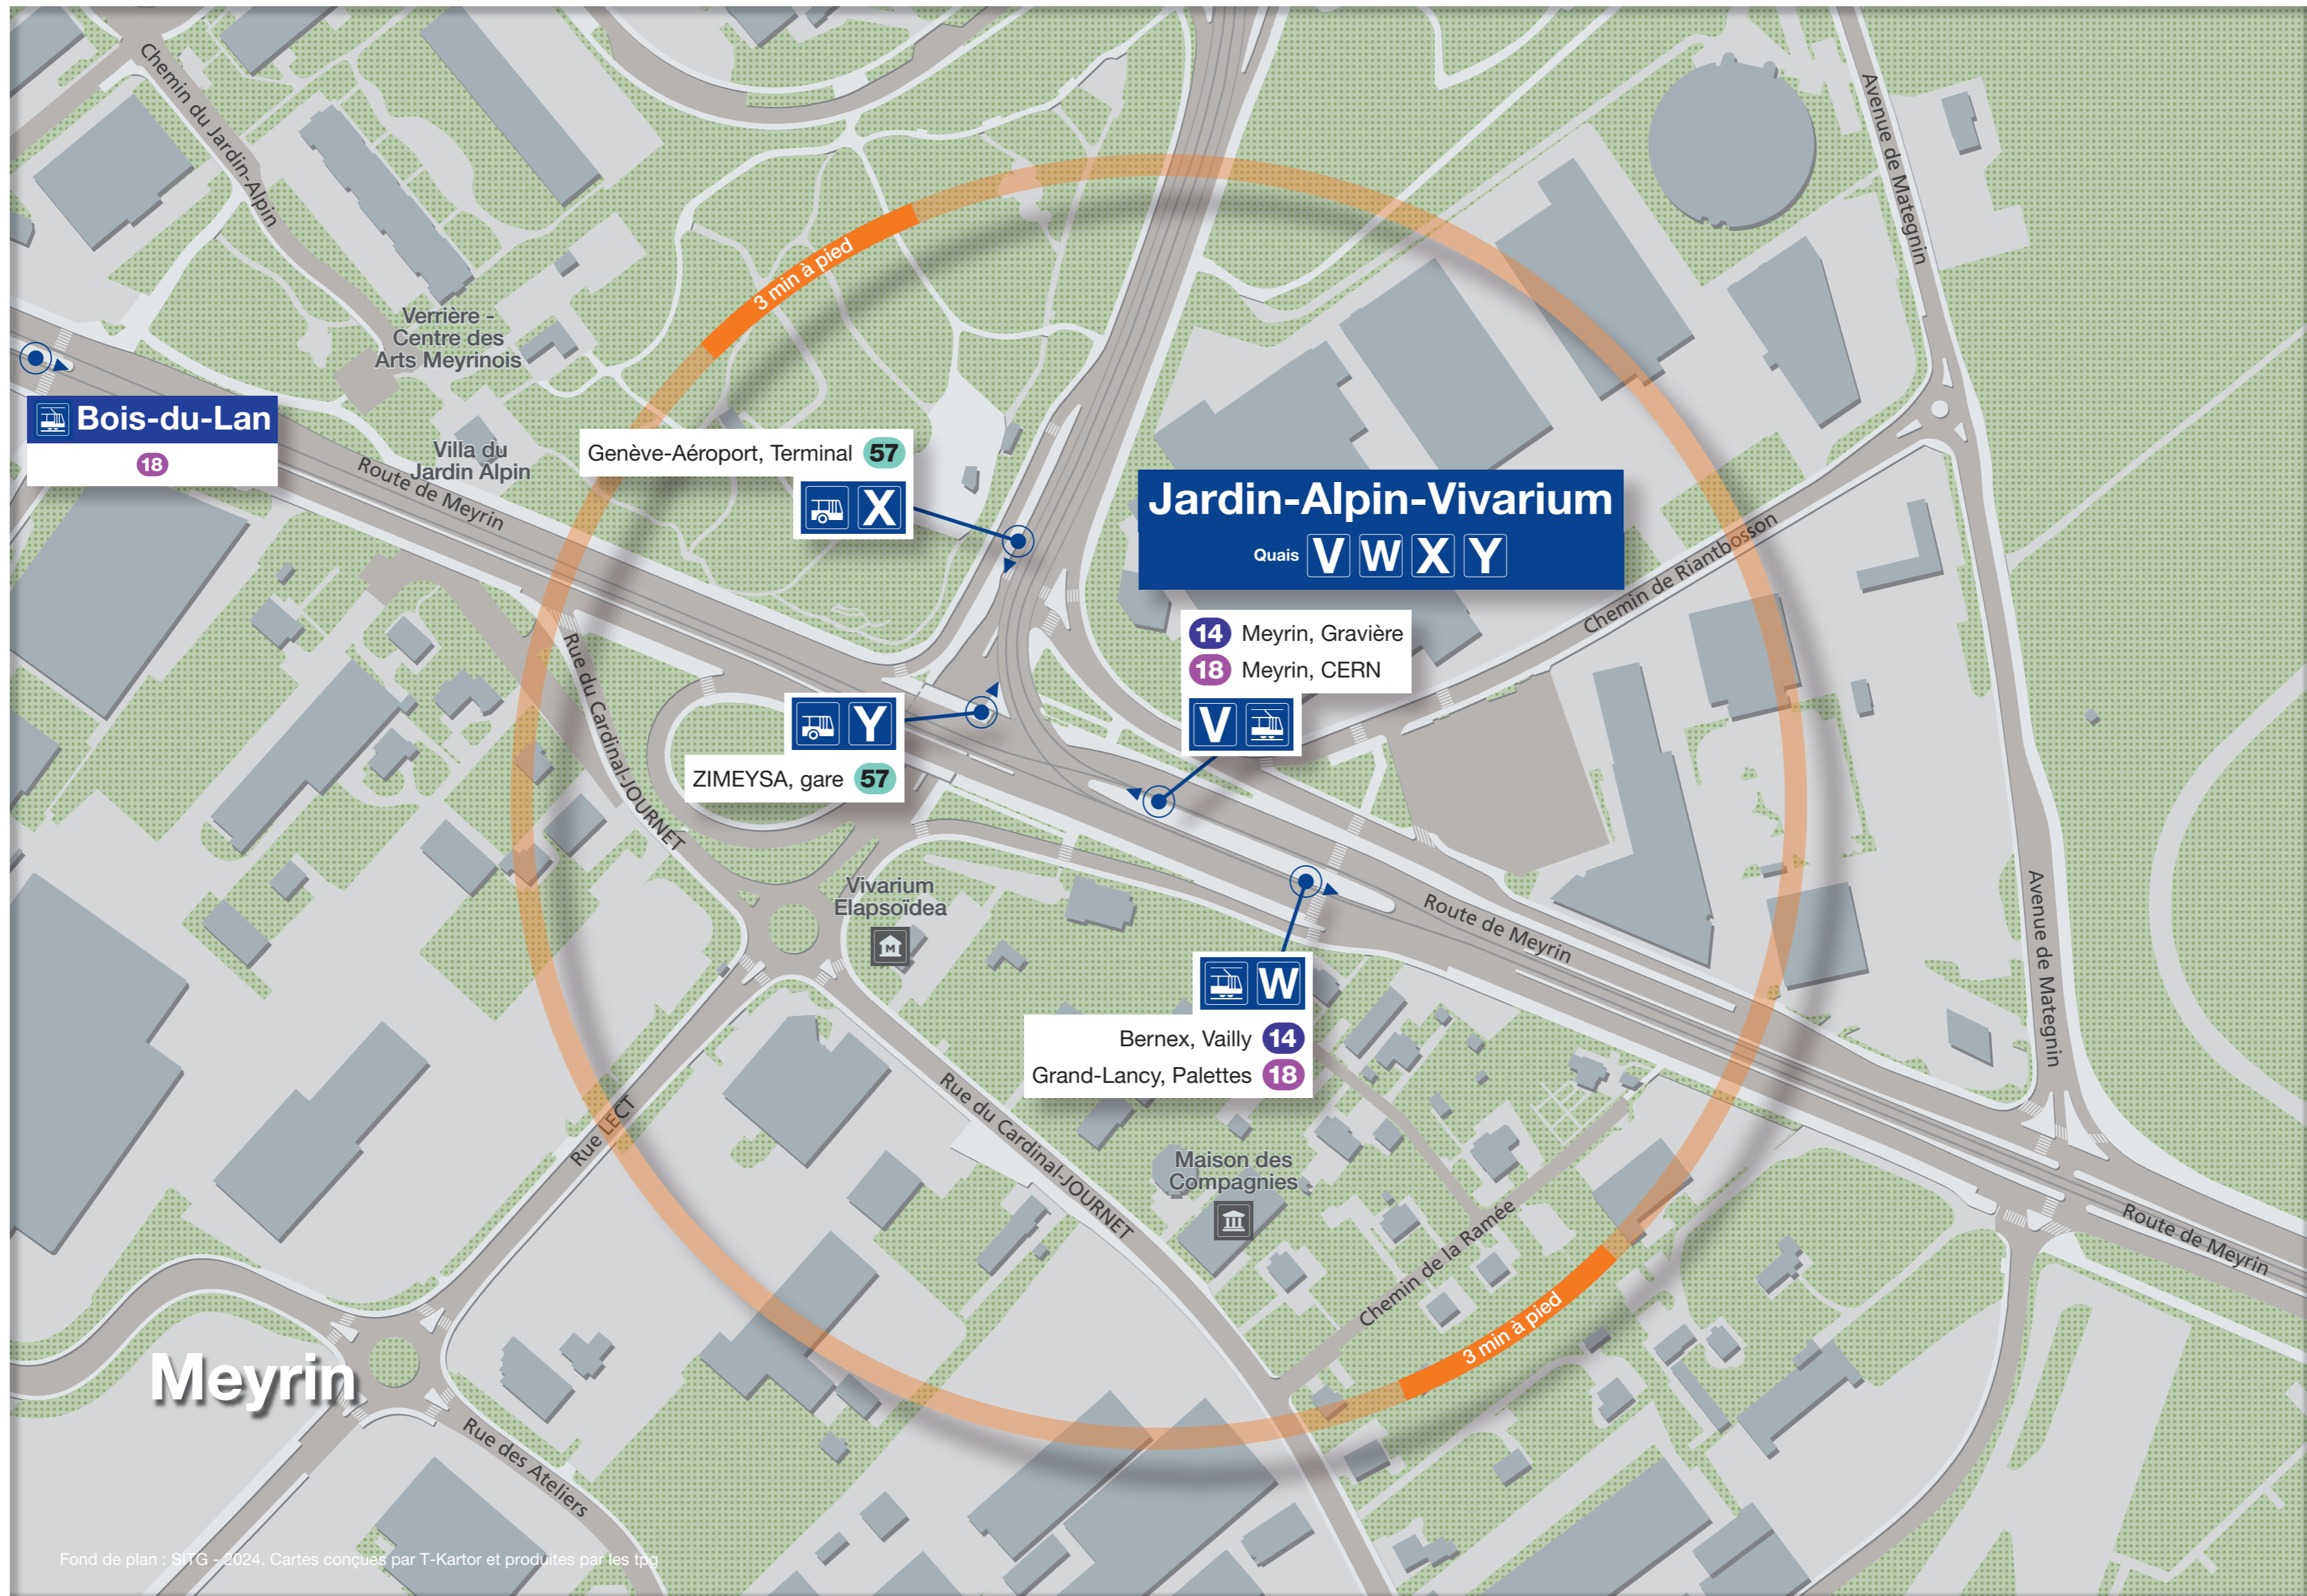 Chemin du Jardin-Alpin
Avenue de Mategnin
3 min à pied
Verrière -
Centre des
Arts Meyrinois
Bois-du-Lan
18
Villa du
Jardin Alpin
Route de Meyrin
Genève-Aéroport, Terminal 57
X
Jardin-Alpin-Vivarium
Quais V W X Y
Chemin de Riantbosson
14 Meyrin, Gravière
18 Meyrin, CERN
V
Rue du Cardinal-JOURNET
Y
ZIMEYSA, gare 57
Vivarium
Elapsoïdea
M
Route de Meyrin
Avenue de Mategnin
W
Bernex, Vailly 14
Grand-Lancy, Palettes 18
Rue LECT
Rue du Cardinal-JOURNET
Maison des
Compagnies
Chemin de la Ramée
Route de Meyrin
3 min à pied
Meyrin
Rue des Ateliers
Fond de plan : SITG - 2024. Cartes conçues par T-Kartor et produites par les tpg